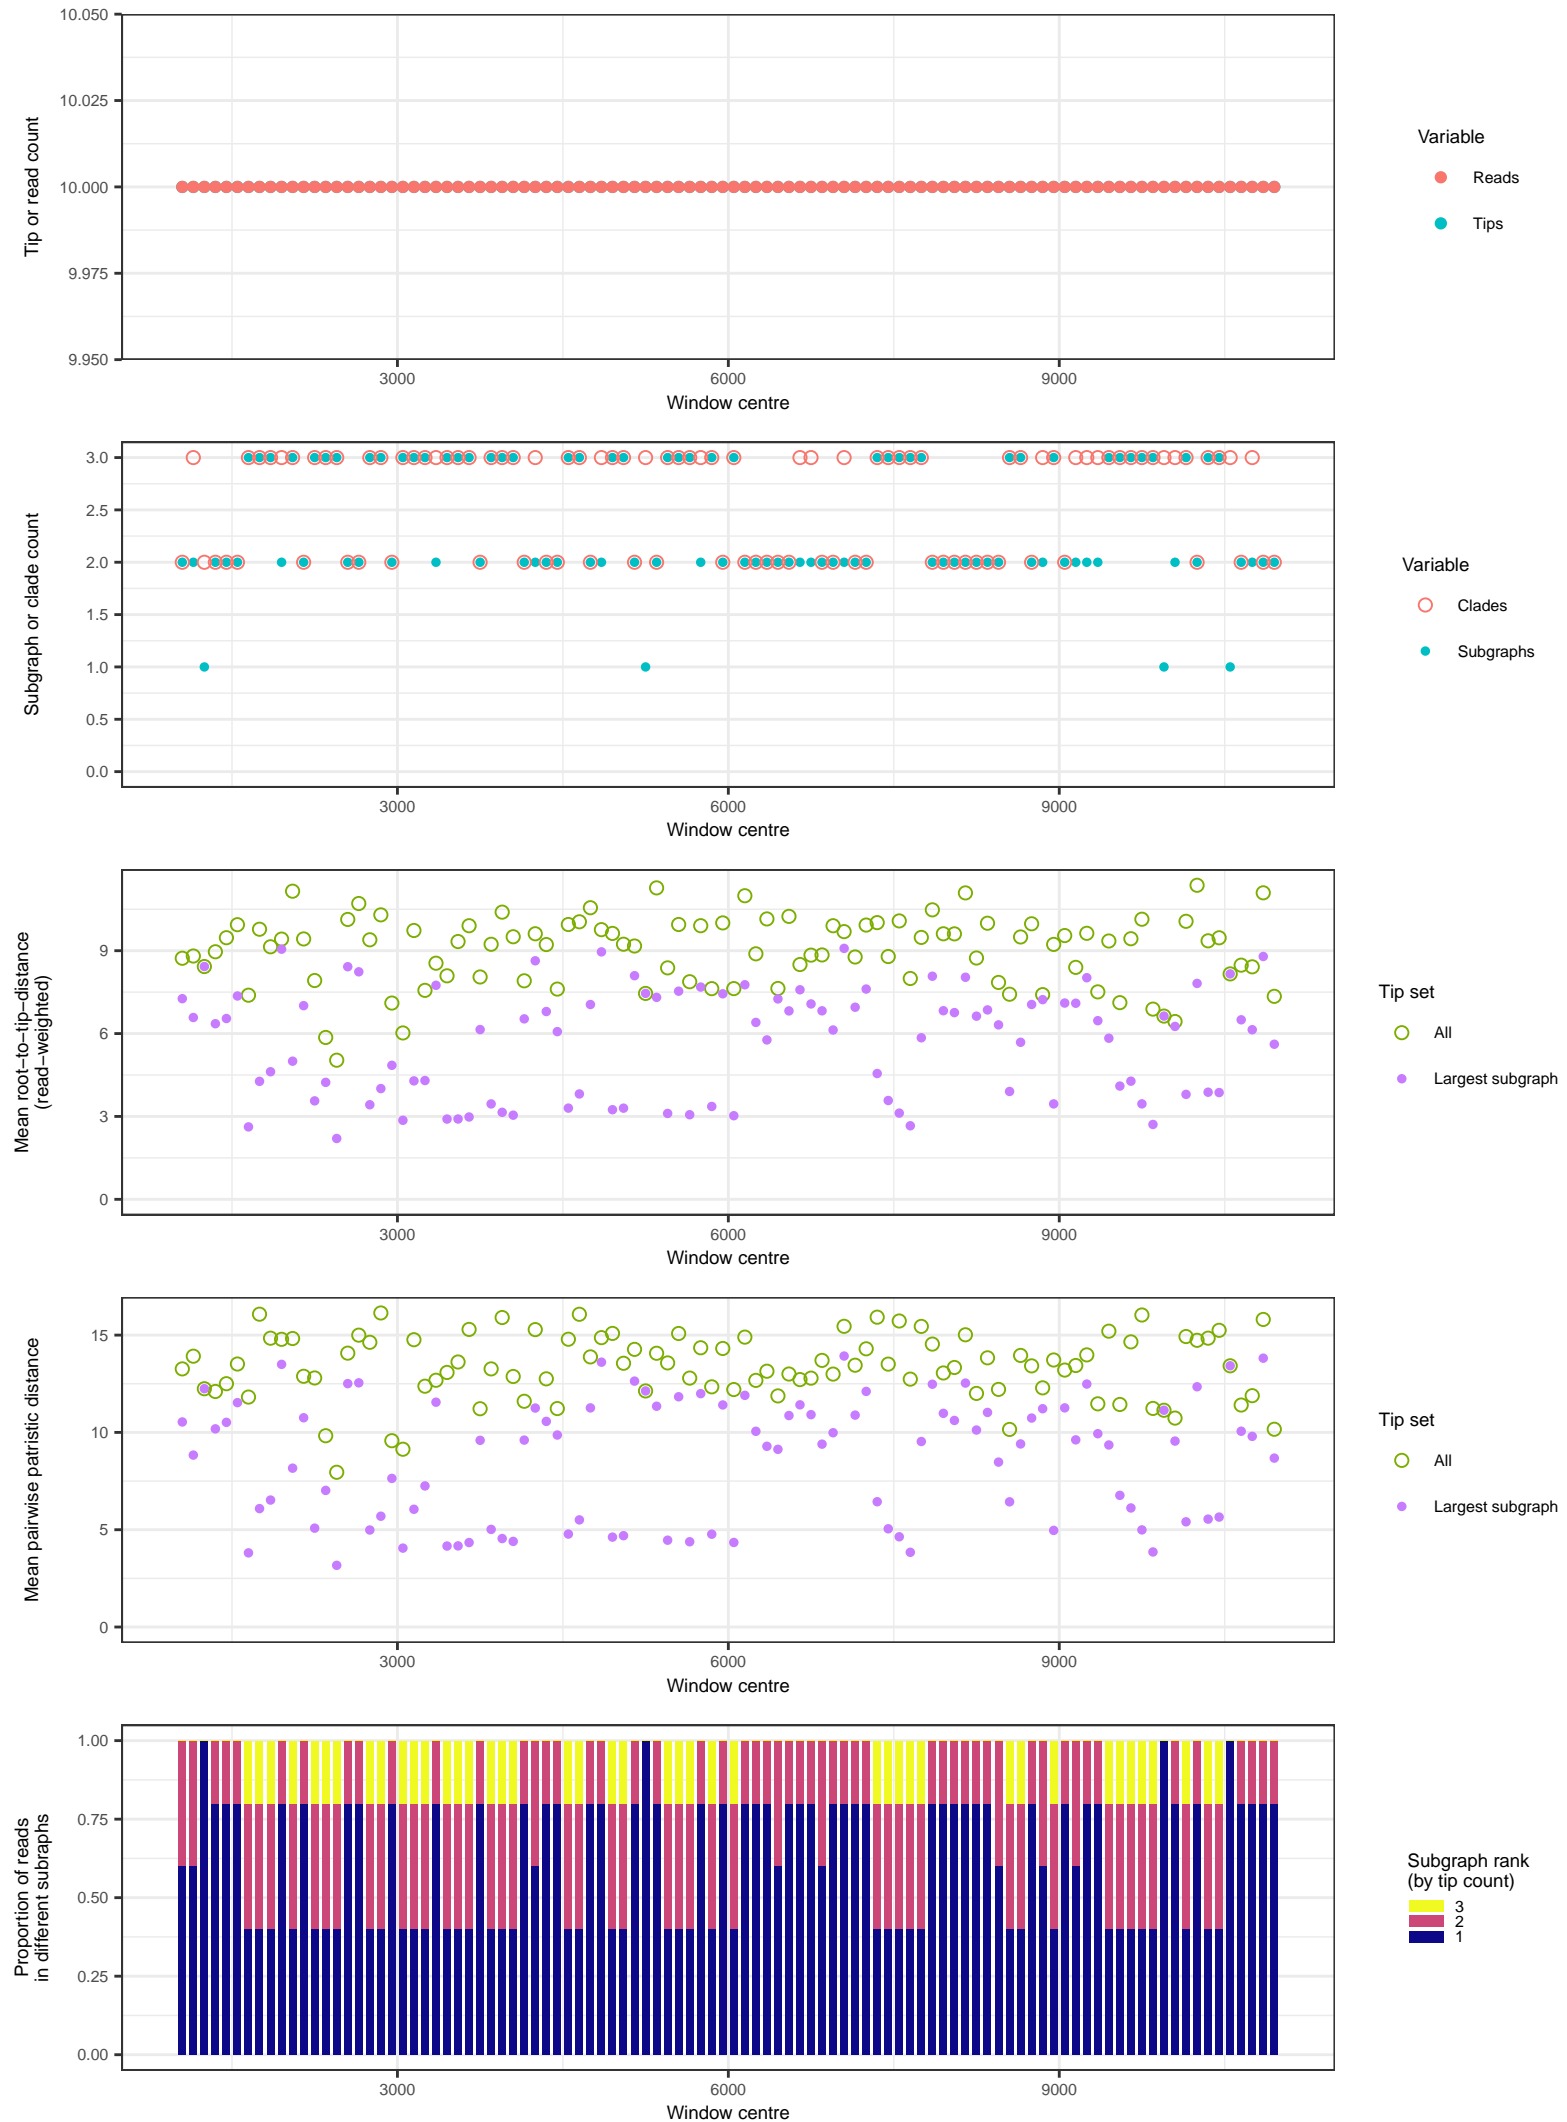 10.050
10.025
10.000
9.975
9.950
Tip or read count
3000 6000 9000
Window centre
Variable
Reads
Tips
3.0
2.5
2.0
1.5
1.0
0.5
0.0
Subgraph or clade count
3000 6000 9000
Window centre
Variable
Clades
Subgraphs
9
6
3
0
Mean root−to−tip−distance
(read−weighted)
3000 6000 9000
Window centre
Tip set
All
Largest subgraph
15
10
5
0
Mean pairwise patristic distance
3000 6000 9000
Window centre
Tip set
All
Largest subgraph
1.00
0.75
0.50
0.25
0.00
Proportion of reads
in different subraphs
3000 6000 9000
Window centre
Subgraph rank
(by tip count)
3
2
1